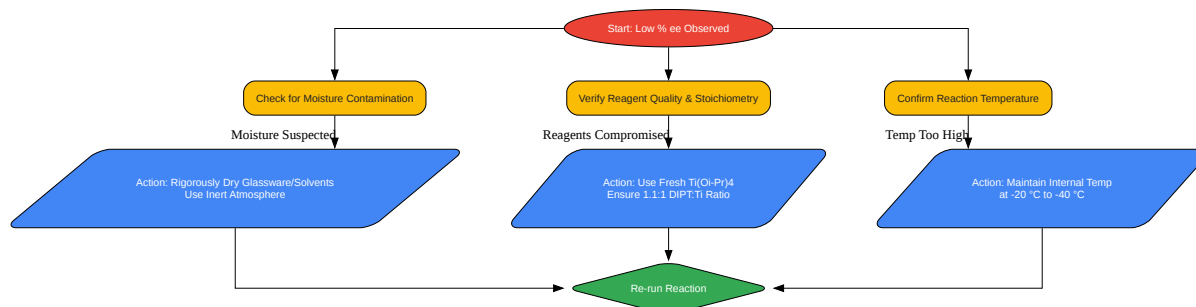 Start: Low % ee Observed
Check for Moisture Contamination
Verify Reagent Quality & Stoichiometry
Confirm Reaction Temperature
Moisture Suspected
Reagents Compromised
Temp Too High
Action: Rigorously Dry Glassware/Solvents
Use Inert Atmosphere
Action: Use Fresh Ti(Oi-Pr)4
Ensure 1.1:1 DIPT:Ti Ratio
Action: Maintain Internal Temp
at -20 °C to -40 °C
Re-run Reaction